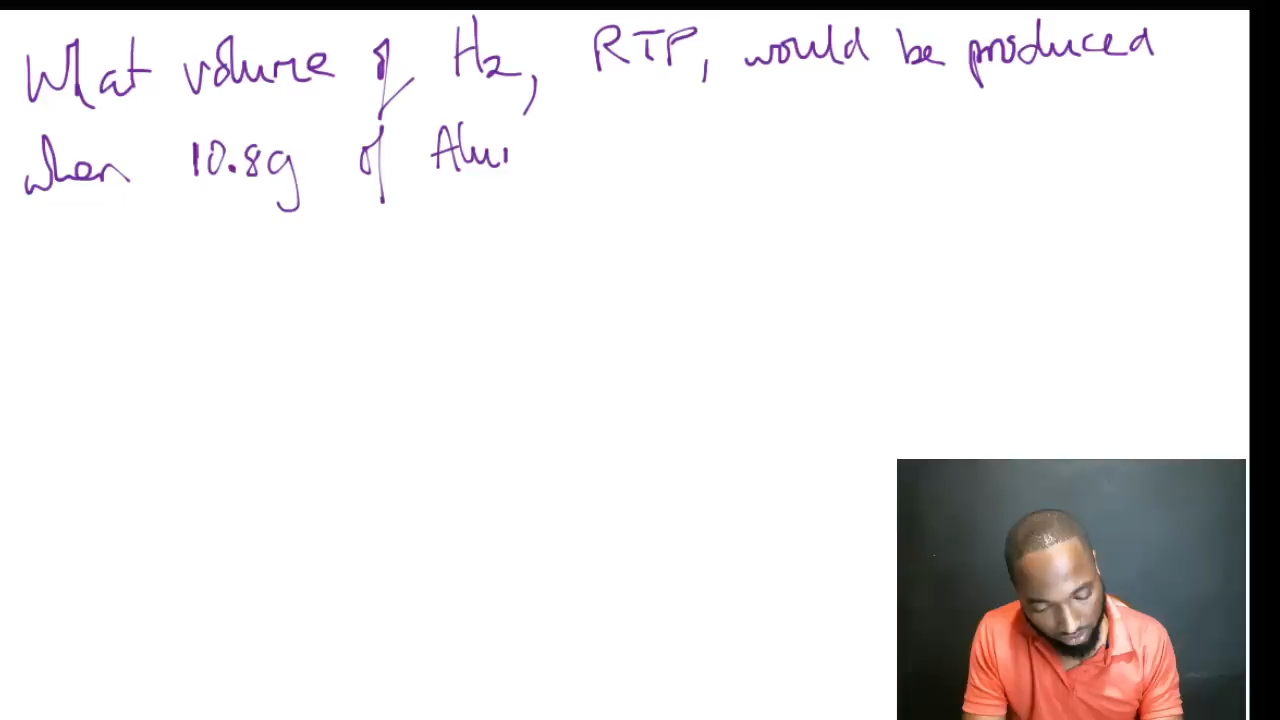 What volume of H2, RTP, would be produced
when 10.8g of Alu